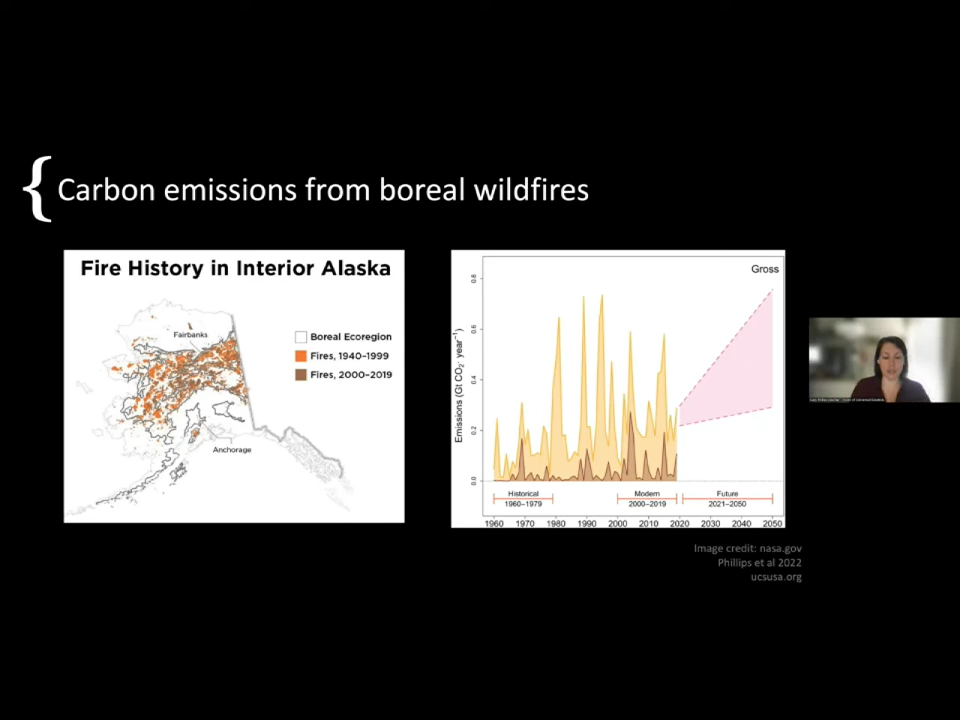 { Carbon emissions from boreal wildfires
Fire History in Interior Alaska
Fairbanks
Boreal Ecoregion
Fires, 1940–1999
Fires, 2000–2019
Anchorage
Gross
Emissions (Gt CO₂ year⁻¹)
0.8
0.6
0.4
0.2
0.0
Historical
1960–1979
Modern
2000–2019
Future
2021–2050
1960 1970 1980 1990 2000 2010 2020 2030 2040 2050
Image credit: nasa.gov
Phillips et al 2022
ucsusa.org